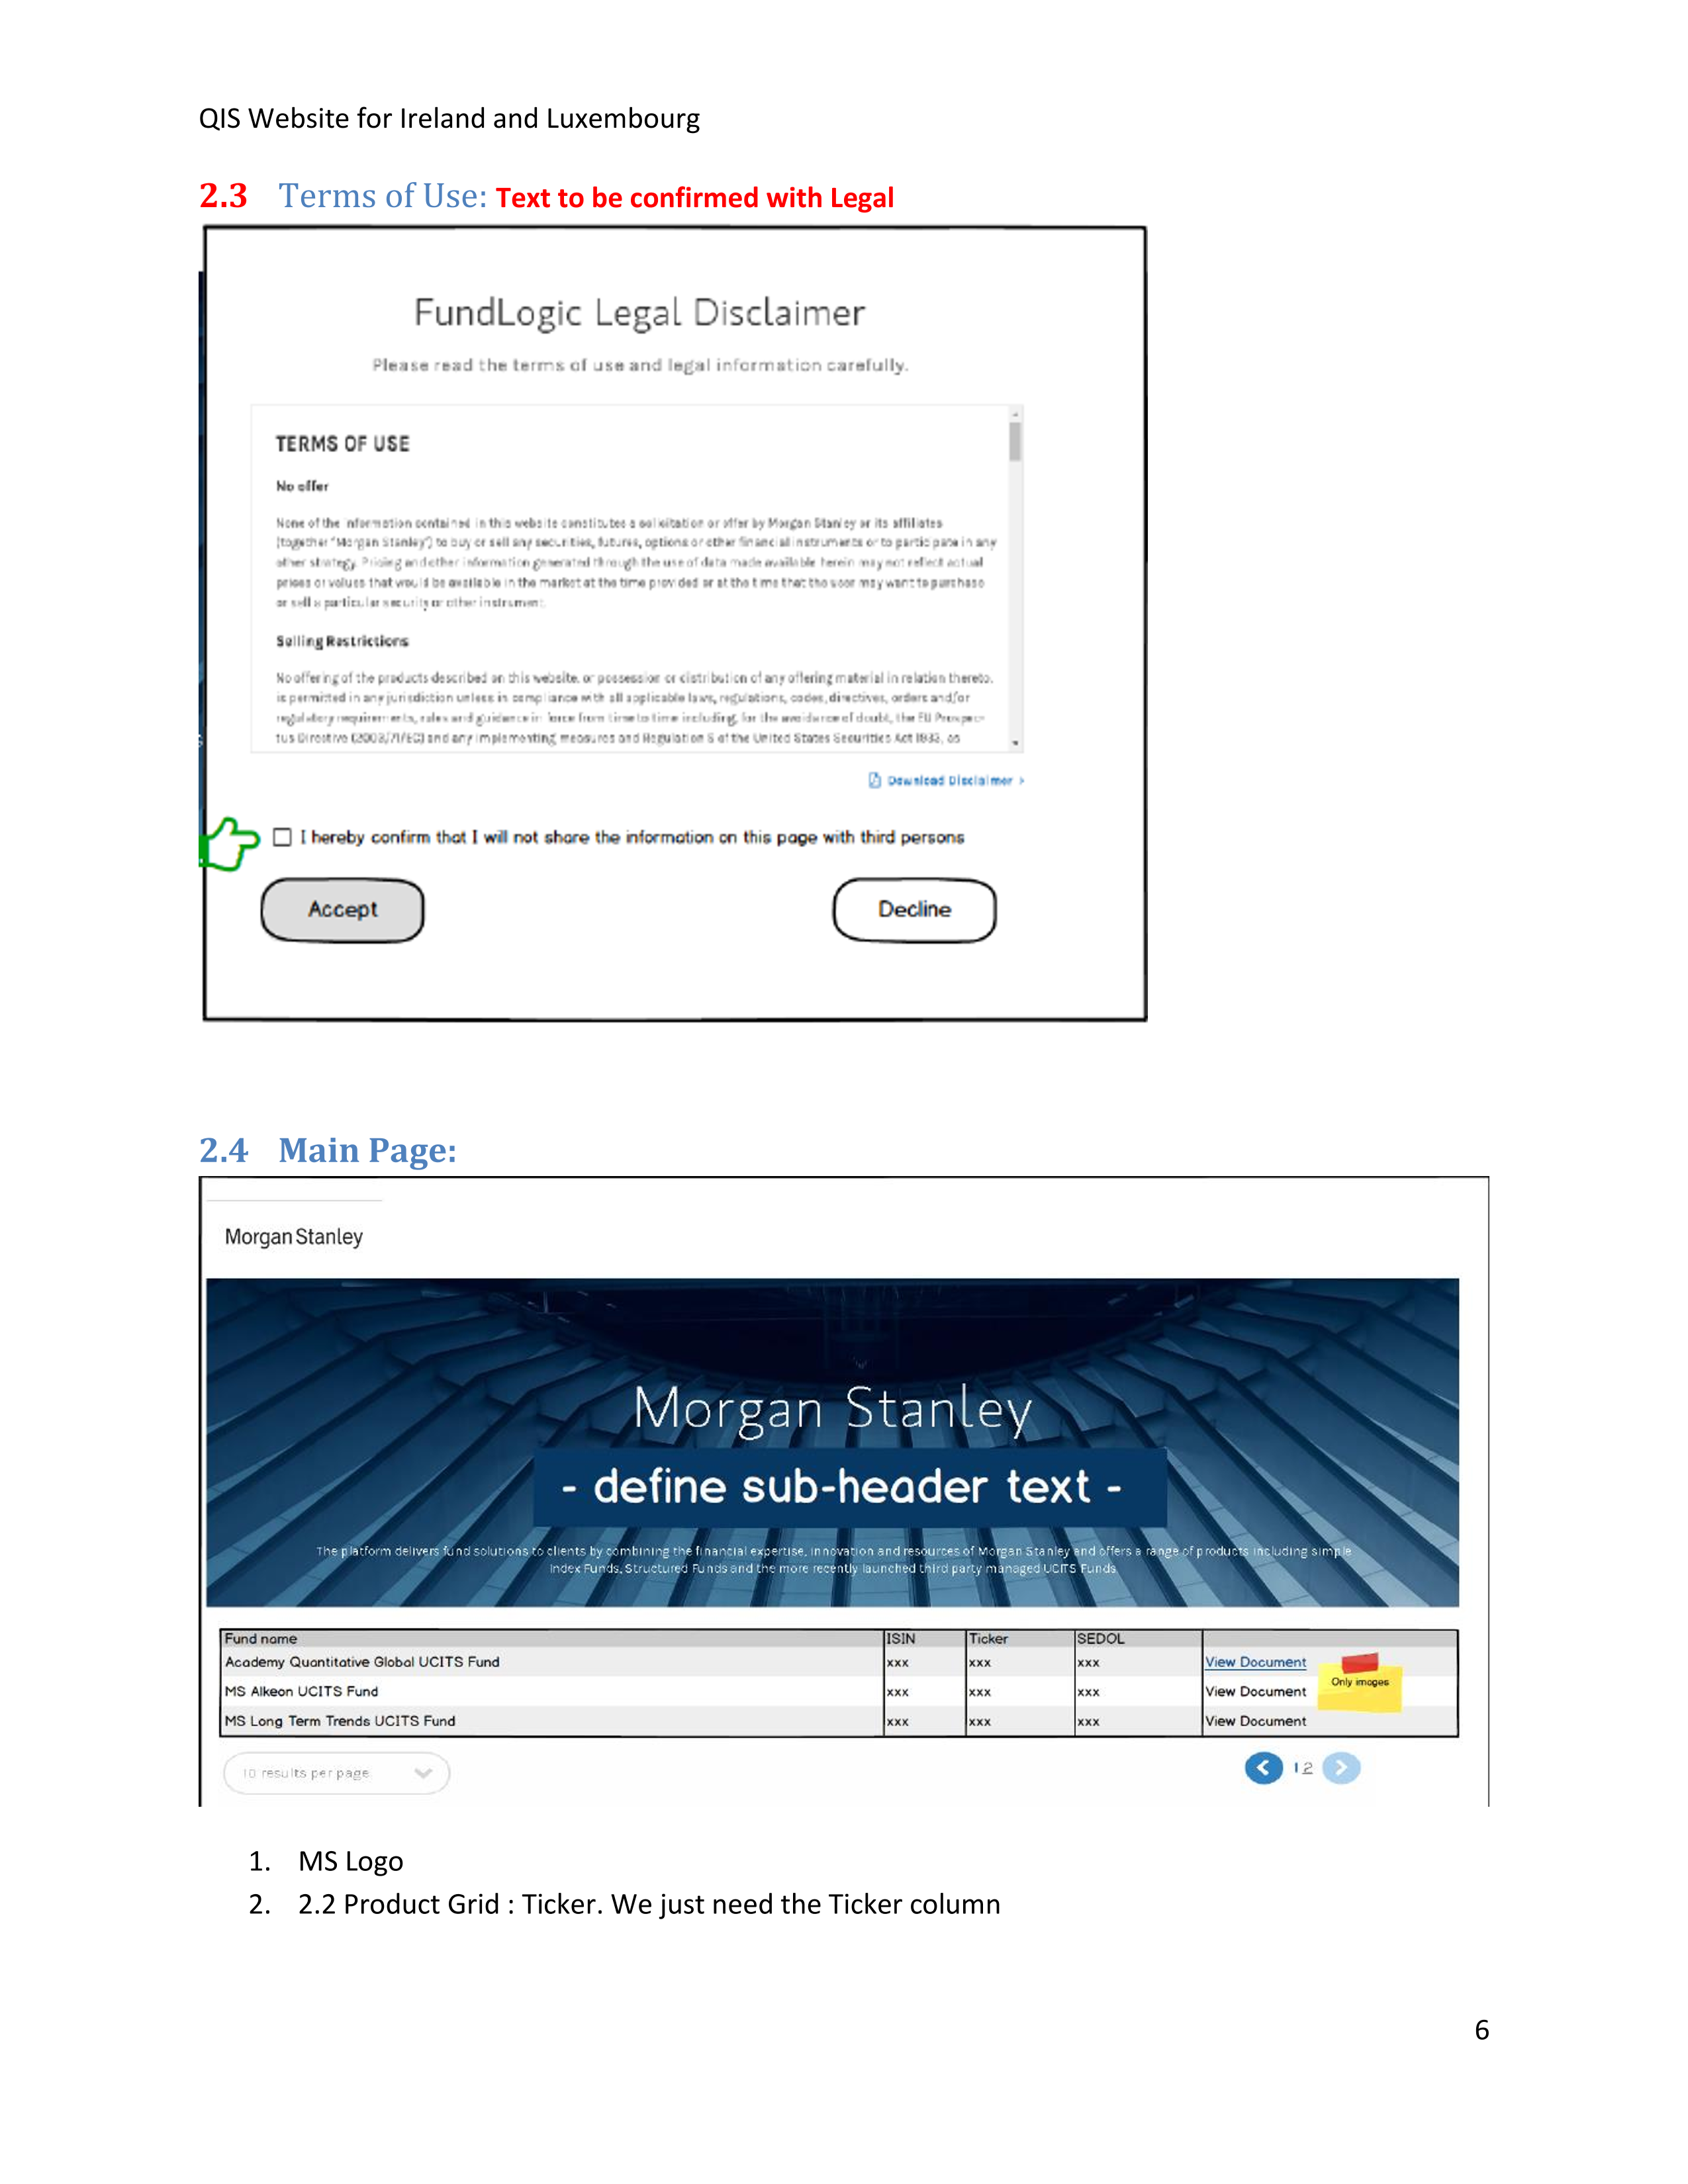 QIS Website for Ireland and Luxembourg
2.3 Terms of Use: Text to be confirmed with Legal
FundLogic Legal Disclaimer
Please read the terms of use and legal information carefully.
TERMS OF USE
No offer
None of the information contained in this website constitutes a solicitation or offer by Morgan Stanley or its affiliates
(together "Morgan Stanley") to buy or sell any securities, futures, options or other financial instruments or to participate in any
other strategy. Pricing and other information generated through the use of data made available herein may not reflect actual
prices or values that would be available in the market at the time provided or at the time that the user may want to purchase
or sell a particular security or other instrument.
Selling Restrictions
No offering of the products described on this website, or possession or distribution of any offering material in relation thereto,
is permitted in any jurisdiction unless in compliance with all applicable laws, regulations, codes, directives, orders and/or
regulatory requirements, rules and guidance in force from time to time including, for the avoidance of doubt, the EU Prospec-
tus Directive (2003/71/EC) and any implementing measures and Regulation S of the United States Securities Act 1933, as
Download Disclaimer >
I hereby confirm that I will not share the information on this page with third persons
Accept Decline
2.4 Main Page:
Morgan Stanley
Morgan Stanley
- define sub-header text -
The platform delivers fund solutions to clients by combining the financial expertise, innovation and resources of Morgan Stanley and offers a range of products including simple
Index Funds, Structured Funds and the more recently launched third party managed UCITS Funds
Fund name ISIN Ticker SEDOL
Academy Quantitative Global UCITS Fund xxx xxx xxx View Document
Only images
MS Alkeon UCITS Fund xxx xxx xxx View Document
MS Long Term Trends UCITS Fund xxx xxx xxx View Document
10 results per page 1 2
1. MS Logo
2. 2.2 Product Grid : Ticker. We just need the Ticker column
6